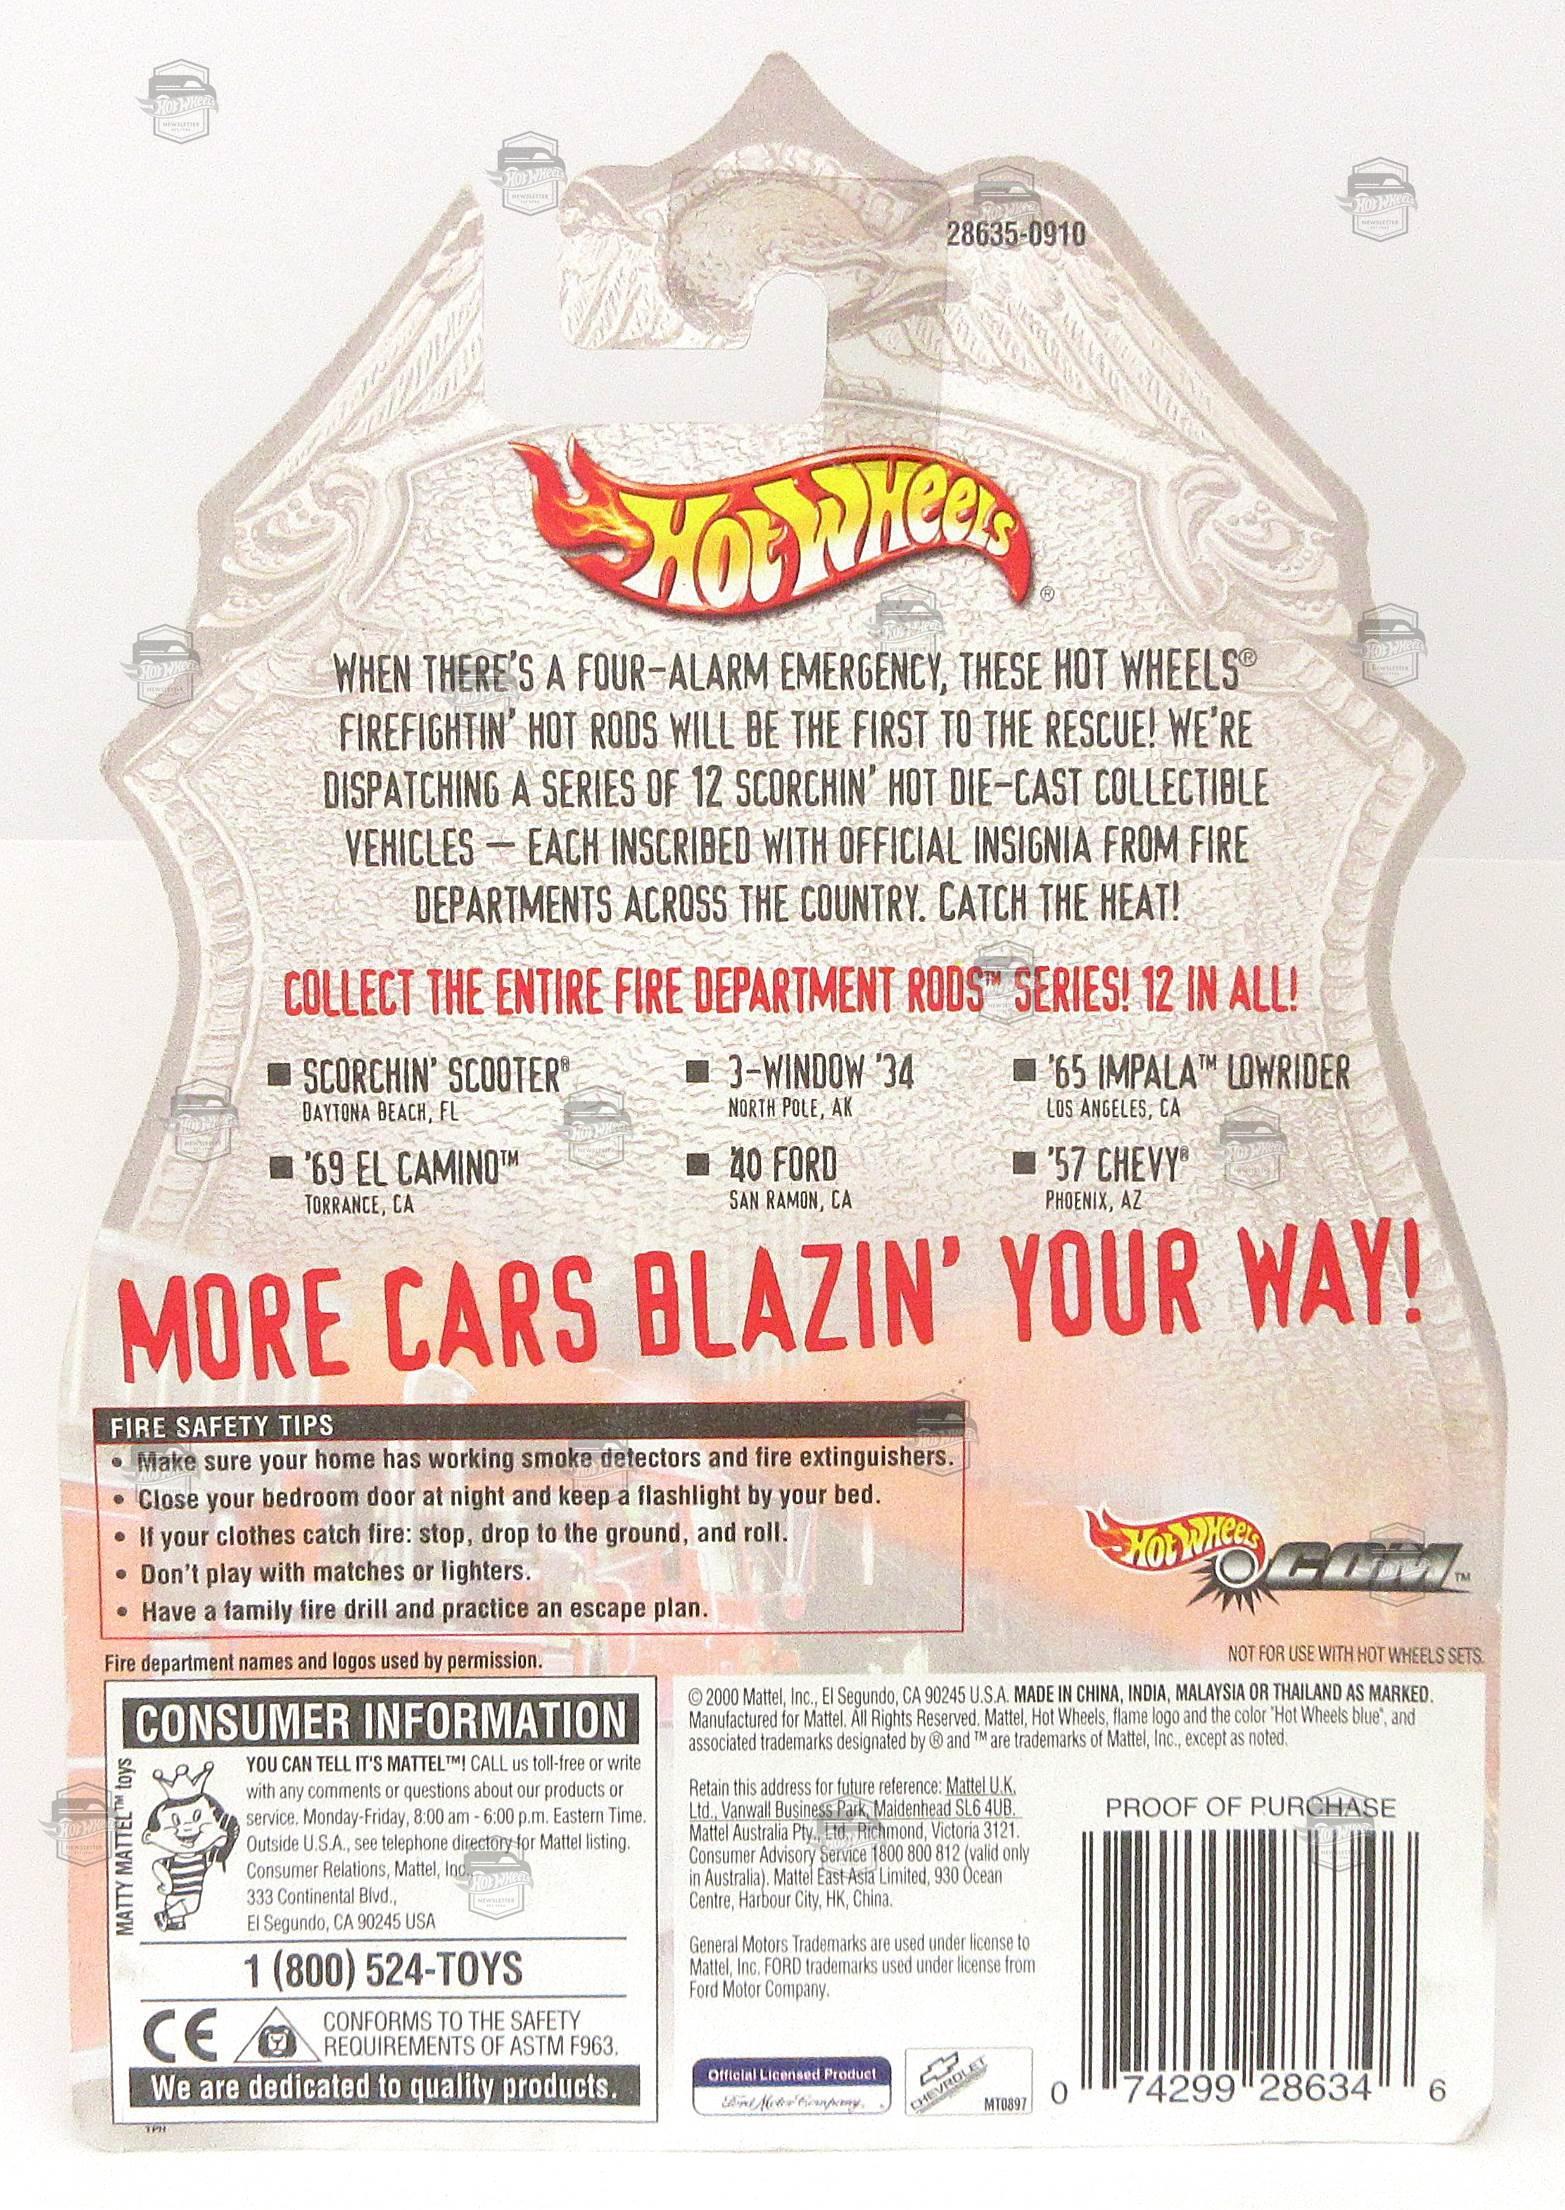 28635-0910
Hot Wheels ®
WHEN THERE'S A FOUR-ALARM EMERGENCY, THESE HOT WHEELS®
FIREFIGHTIN' HOT RODS WILL BE THE FIRST TO THE RESCUE! WE'RE
DISPATCHING A SERIES OF 12 SCORCHIN' HOT DIE-CAST COLLECTIBLE
VEHICLES – EACH INSCRIBED WITH OFFICIAL INSIGNIA FROM FIRE
DEPARTMENTS ACROSS THE COUNTRY. CATCH THE HEAT!
COLLECT THE ENTIRE FIRE DEPARTMENT RODS™ SERIES! 12 IN ALL!
■ SCORCHIN' SCOOTER®
DAYTONA BEACH, FL
■ 3-WINDOW '34
NORTH POLE, AK
■ '65 IMPALA™ LOWRIDER
LOS ANGELES, CA
■ '69 EL CAMINO™
TORRANCE, CA
■ '40 FORD
SAN RAMON, CA
■ '57 CHEVY®
PHOENIX, AZ
MORE CARS BLAZIN' YOUR WAY!
FIRE SAFETY TIPS
• Make sure your home has working smoke detectors and fire extinguishers.
• Close your bedroom door at night and keep a flashlight by your bed.
• If your clothes catch fire: stop, drop to the ground, and roll.
• Don't play with matches or lighters.
• Have a family fire drill and practice an escape plan.
Hot Wheels .COM™
Fire department names and logos used by permission.
NOT FOR USE WITH HOT WHEELS SETS.
CONSUMER INFORMATION
MATTY MATTEL™ toys
YOU CAN TELL IT'S MATTEL™! CALL us toll-free or write
with any comments or questions about our products or
service. Monday-Friday, 8:00 am - 6:00 p.m. Eastern Time.
Outside U.S.A., see telephone directory for Mattel listing.
Consumer Relations, Mattel, Inc.,
333 Continental Blvd.,
El Segundo, CA 90245 USA
1 (800) 524-TOYS
CE
CONFORMS TO THE SAFETY
REQUIREMENTS OF ASTM F963.
We are dedicated to quality products.
TPH
© 2000 Mattel, Inc., El Segundo, CA 90245 U.S.A. MADE IN CHINA, INDIA, MALAYSIA OR THAILAND AS MARKED.
Manufactured for Mattel. All Rights Reserved. Mattel, Hot Wheels, flame logo and the color "Hot Wheels blue", and
associated trademarks designated by ® and ™ are trademarks of Mattel, Inc., except as noted.
Retain this address for future reference: Mattel U.K.
Ltd., Vanwall Business Park, Maidenhead SL6 4UB.
Mattel Australia Pty., Ltd., Richmond, Victoria 3121.
Consumer Advisory Service 1800 800 812 (valid only
in Australia). Mattel East Asia Limited, 930 Ocean
Centre, Harbour City, HK, China.
General Motors Trademarks are used under license to
Mattel, Inc. FORD trademarks used under license from
Ford Motor Company.
Official Licensed Product
Ford Motor Company.
CHEVROLET
MT0897
PROOF OF PURCHASE
0 74299 28634 6
Hot Wheels
NEWSLETTER